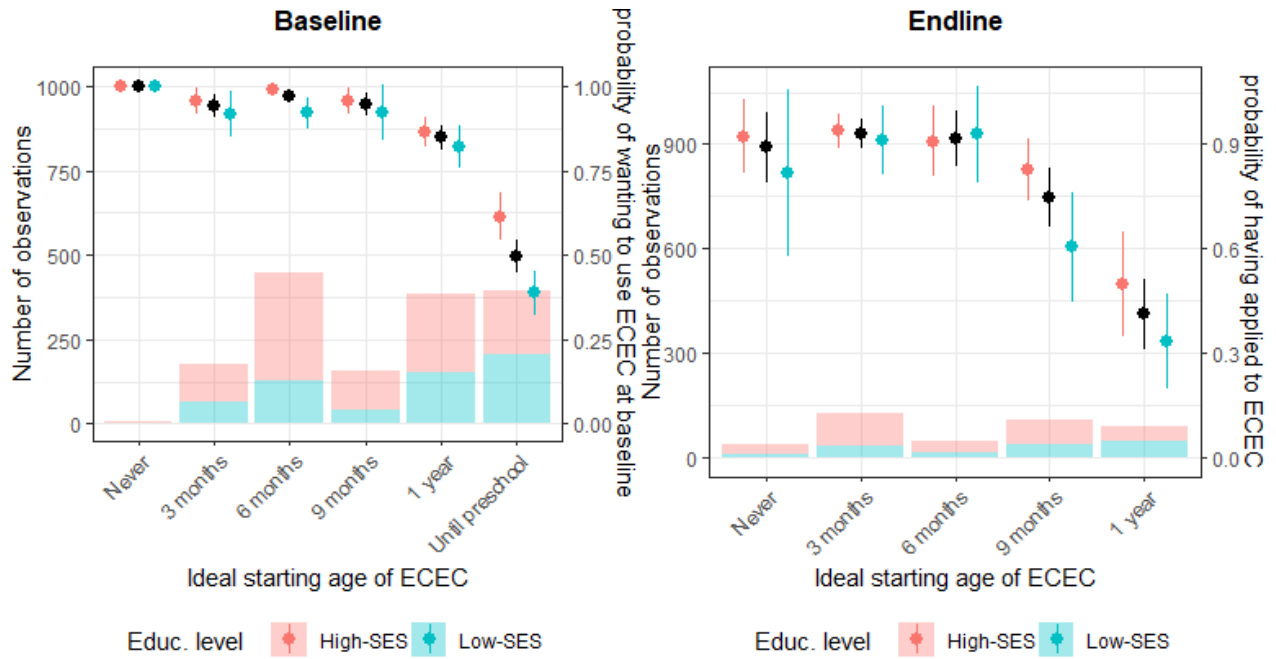 Baseline
Number of observations
1000
750
500
250
0
1.00
0.75
0.50
0.25
0.00
probability of wanting to use ECEC at baseline
Never
3 months
6 months
9 months
1 year
Until preschool
Ideal starting age of ECEC
Educ. level
High-SES
Low-SES
Endline
Number of observations
900
600
300
0
0.9
0.6
0.3
0.0
probability of having applied to ECEC
Never
3 months
6 months
9 months
1 year
Ideal starting age of ECEC
Educ. level
High-SES
Low-SES